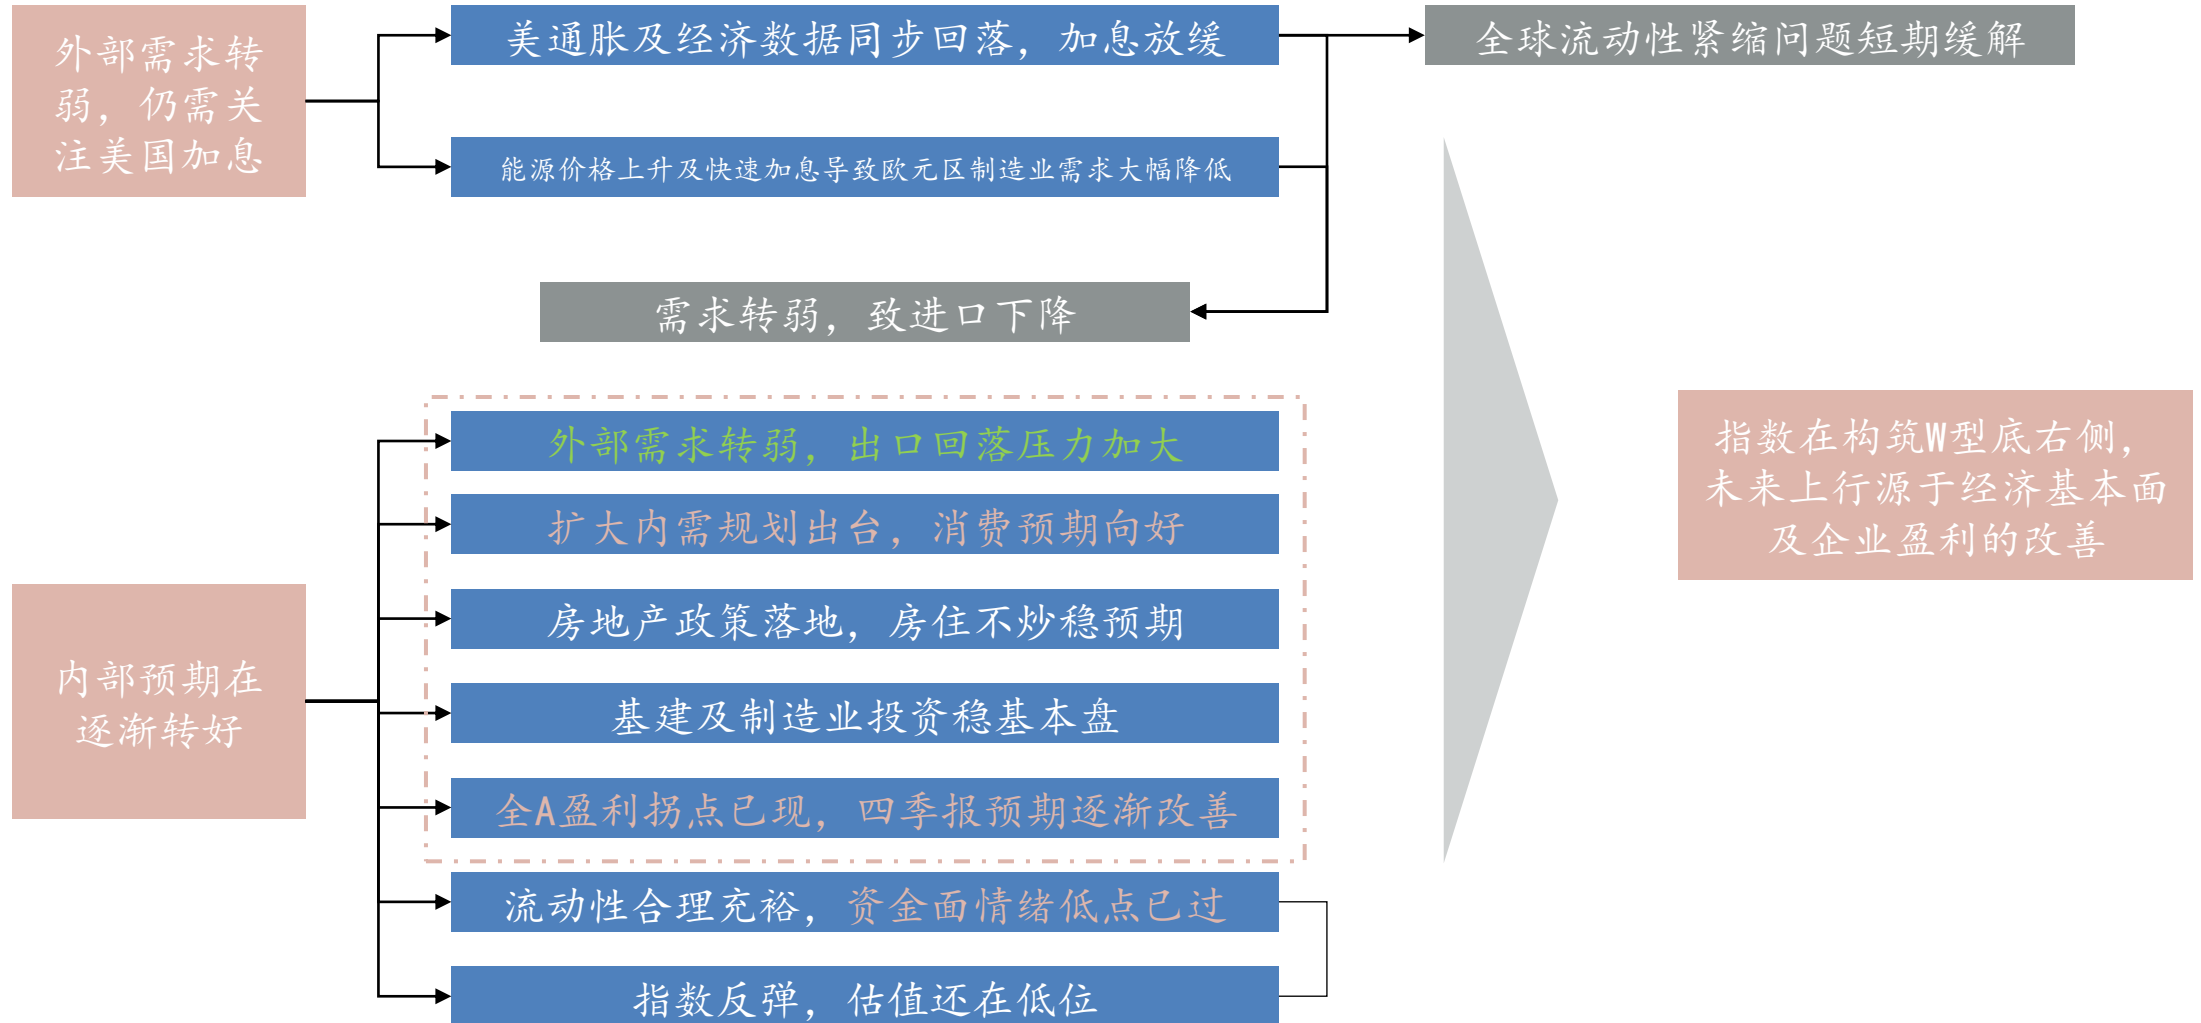 外部需求转
弱，仍需关
注美国加息
美通胀及经济数据同步回落，加息放缓
全球流动性紧缩问题短期缓解
能源价格上升及快速加息导致欧元区制造业需求大幅降低
需求转弱，致进口下降
内部预期在
逐渐转好
外部需求转弱，出口回落压力加大
扩大内需规划出台，消费预期向好
房地产政策落地，房住不炒稳预期
基建及制造业投资稳基本盘
全A盈利拐点已现，四季报预期逐渐改善
流动性合理充裕，资金面情绪低点已过
指数反弹，估值还在低位
指数在构筑W型底右侧，
未来上行源于经济基本面
及企业盈利的改善